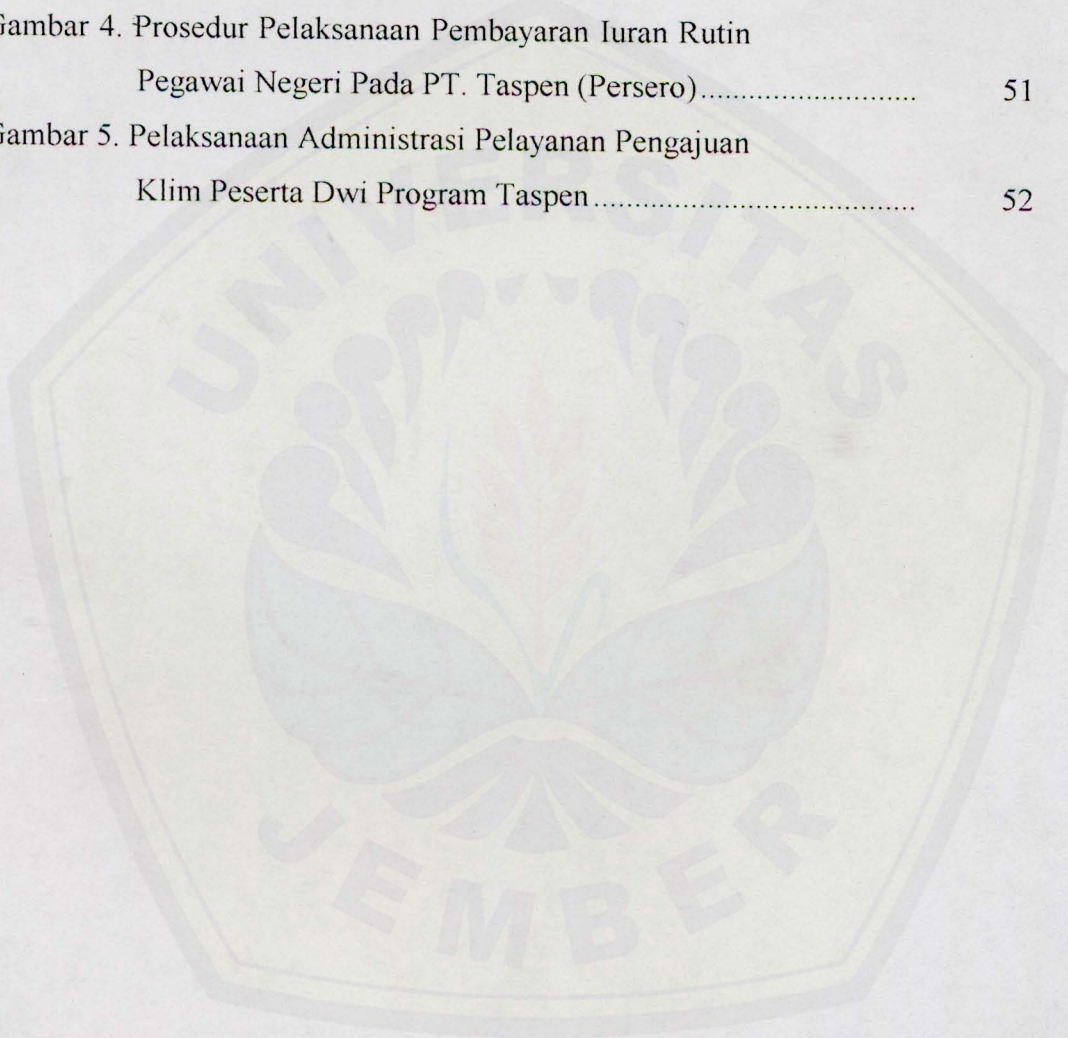 Gambar 4. Prosedur Pelaksanaan Pembayaran Iuran Rutin
Pegawai Negeri Pada PT. Taspen (Persero)........................... 51
Gambar 5. Pelaksanaan Administrasi Pelayanan Pengajuan
Klim Peserta Dwi Program Taspen....................................... 52
UNIVERSITAS
JEMBER